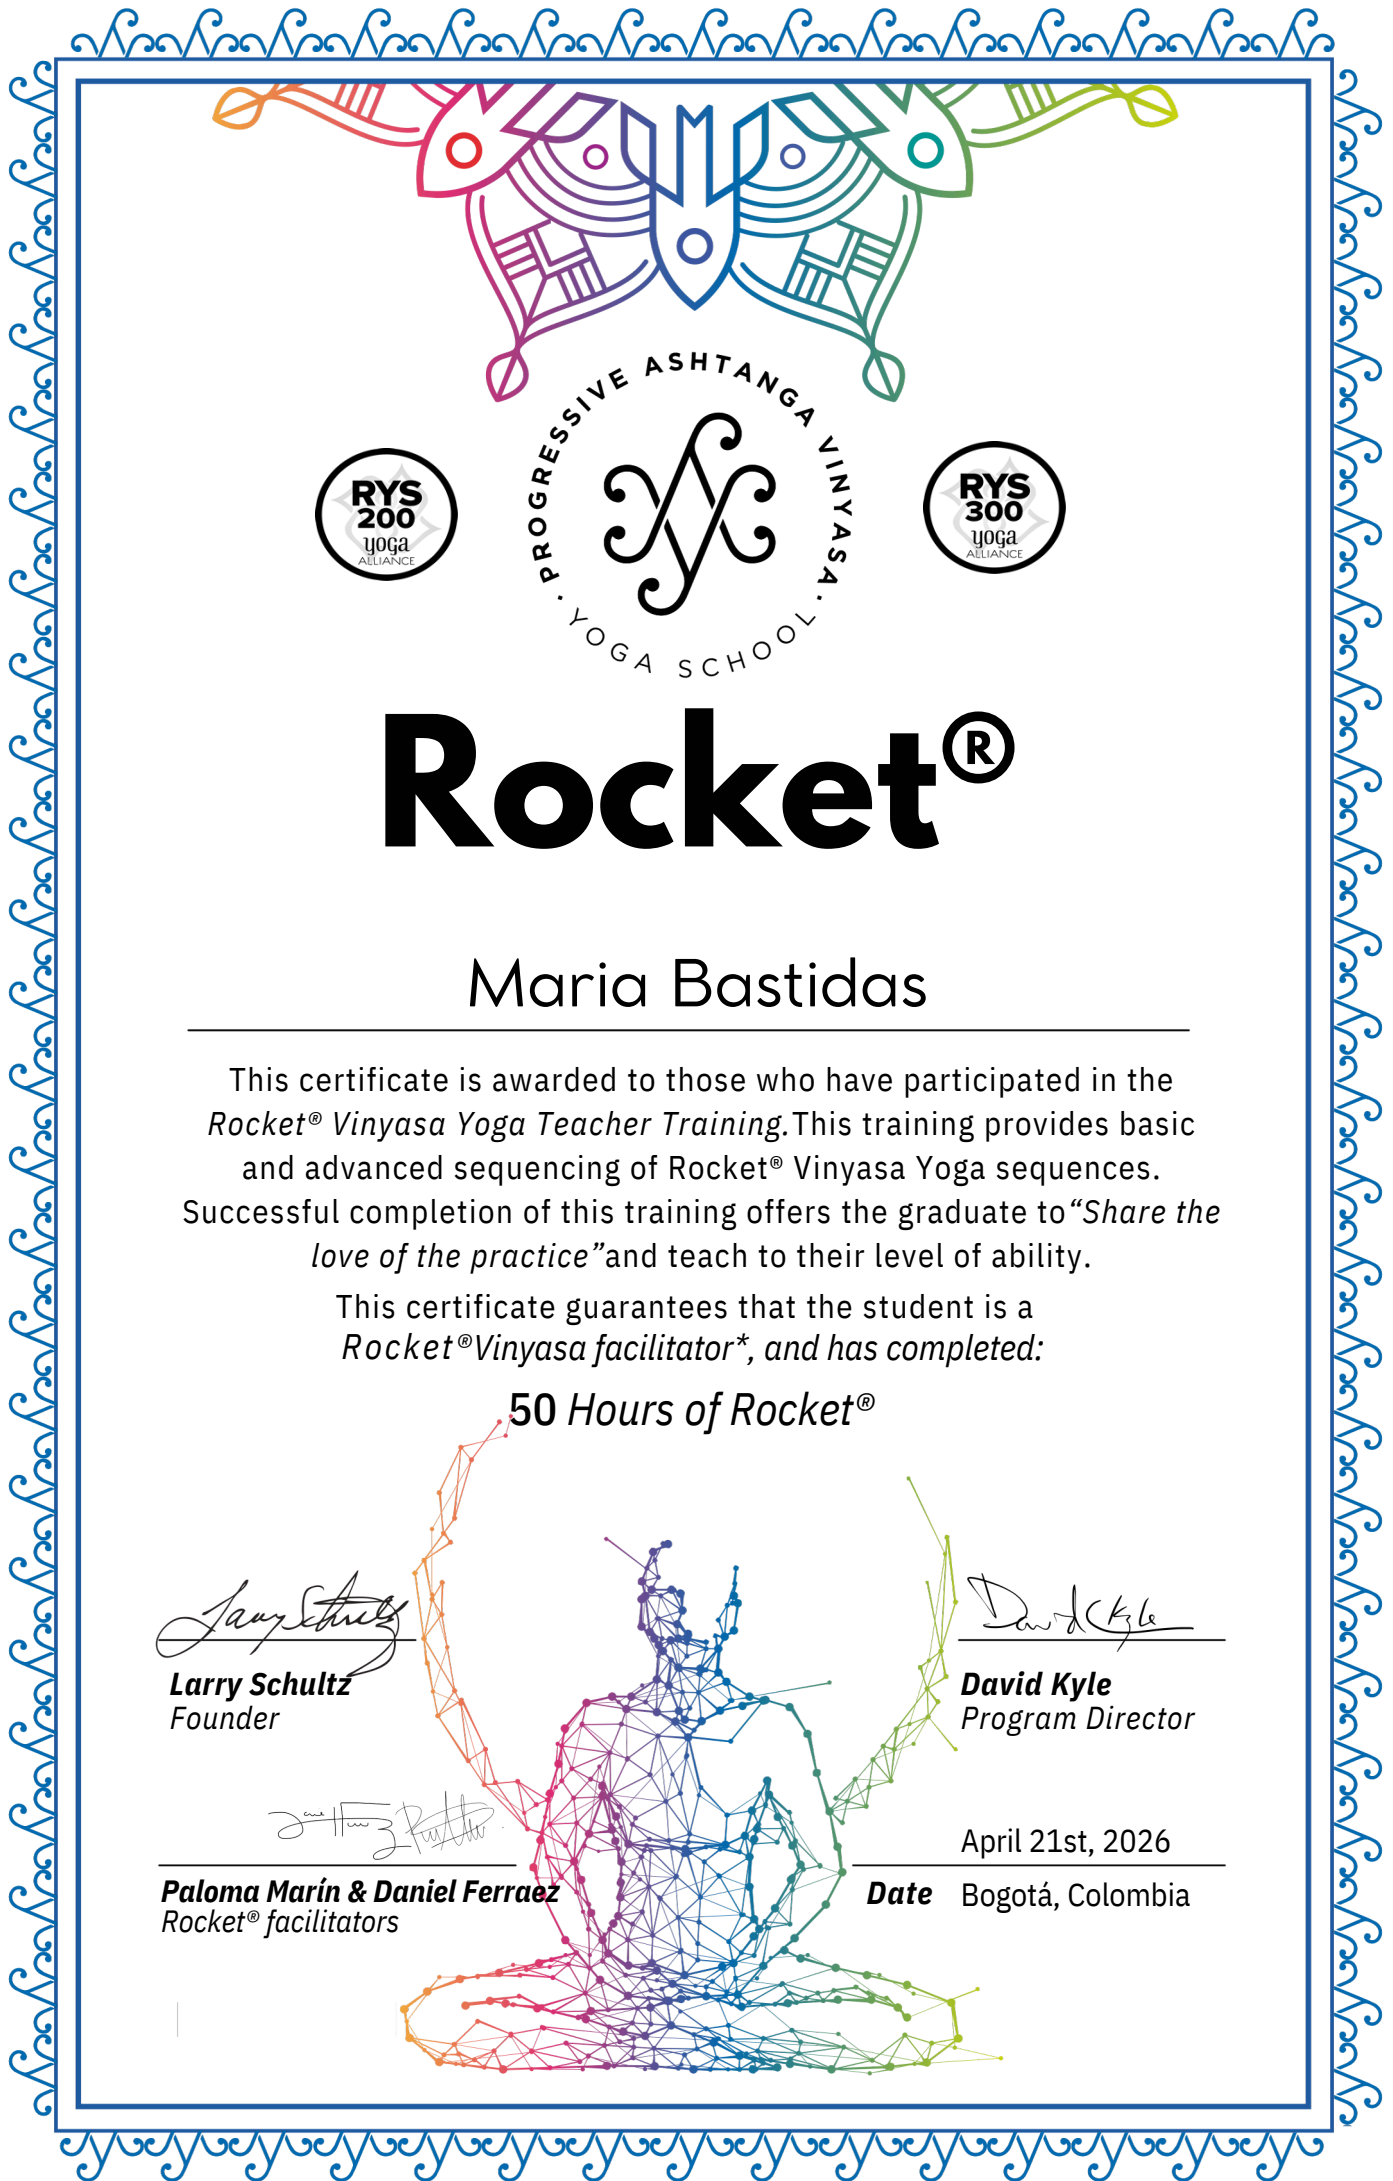 PROGRESSIVE ASHTANGA VINYASA
· YOGA SCHOOL ·
RYS
200
yoga
ALLIANCE
RYS
300
yoga
ALLIANCE
Rocket®
Maria Bastidas
This certificate is awarded to those who have participated in the
Rocket® Vinyasa Yoga Teacher Training.This training provides basic
and advanced sequencing of Rocket® Vinyasa Yoga sequences.
Successful completion of this training offers the graduate to“Share the
love of the practice”and teach to their level of ability.
This certificate guarantees that the student is a
Rocket®Vinyasa facilitator*, and has completed:
50 Hours of Rocket®
Larry Schultz
Larry Schultz
Founder
David Kyle
David Kyle
Program Director
Paloma Marín & Daniel Ferraez
Rocket® facilitators
April 21st, 2026
Date Bogotá, Colombia